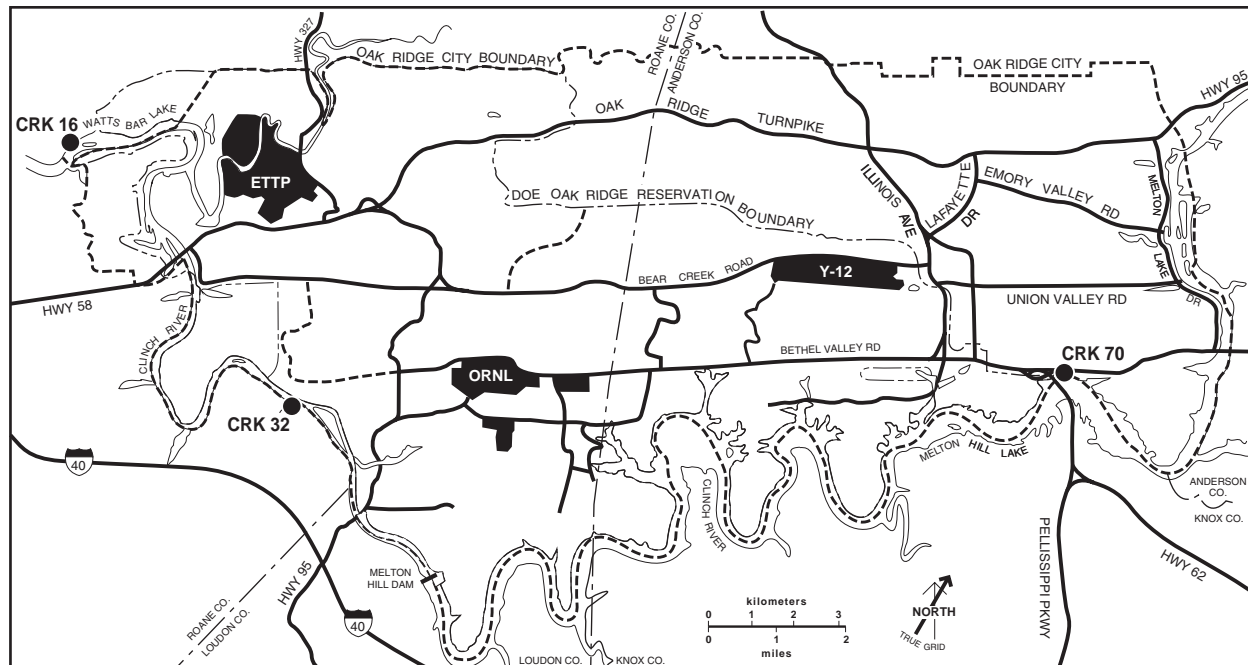 HWY 327
OAK RIDGE CITY BOUNDARY
ROANE CO.
ANDERSON CO.
OAK RIDGE CITY
BOUNDARY
HWY 95
CRK 16
WATTS BAR LAKE
OAK RIDGE TURNPIKE
ETTP
DOE OAK RIDGE RESERVATION BOUNDARY
ILLINOIS AVE
LAFAYETTE
DR
EMORY VALLEY RD
MELTON
LAKE
DR
BEAR CREEK ROAD
Y-12
HWY 58
UNION VALLEY RD
CLINCH RIVER
BETHEL VALLEY RD
CRK 70
ORNL
CRK 32
MELTON HILL LAKE
40
CLINCH RIVER
ANDERSON
CO.
KNOX CO.
PELLISSIPPI PKWY
HWY 62
MELTON
HILL DAM
HWY 95
ROANE CO.
LOUDON CO.
40
kilometers
0 1 2 3
0 1 2
miles
NORTH
TRUE GRID
LOUDON CO.
KNOX CO.